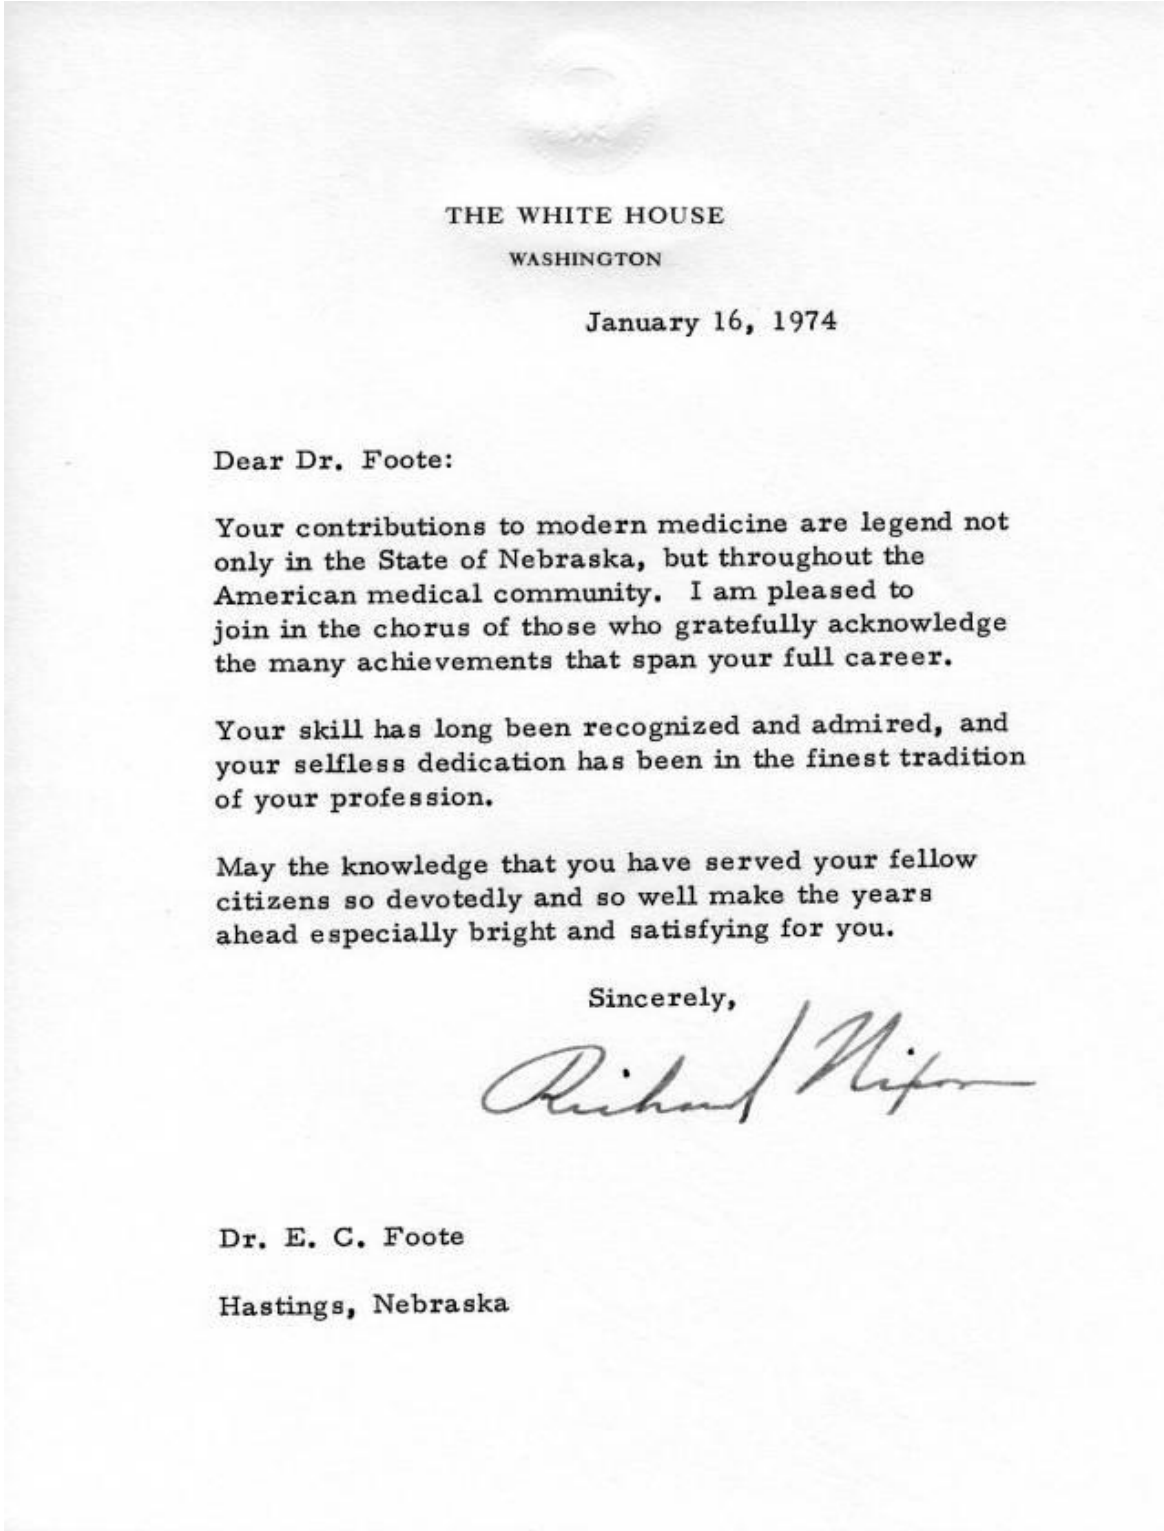 THE WHITE HOUSE
WASHINGTON
January 16, 1974
Dear Dr. Foote:
Your contributions to modern medicine are legend not
only in the State of Nebraska, but throughout the
American medical community. I am pleased to
join in the chorus of those who gratefully acknowledge
the many achievements that span your full career.
Your skill has long been recognized and admired, and
your selfless dedication has been in the finest tradition
of your profession.
May the knowledge that you have served your fellow
citizens so devotedly and so well make the years
ahead especially bright and satisfying for you.
Sincerely,
Richard Nixon
Dr. E. C. Foote
Hastings, Nebraska